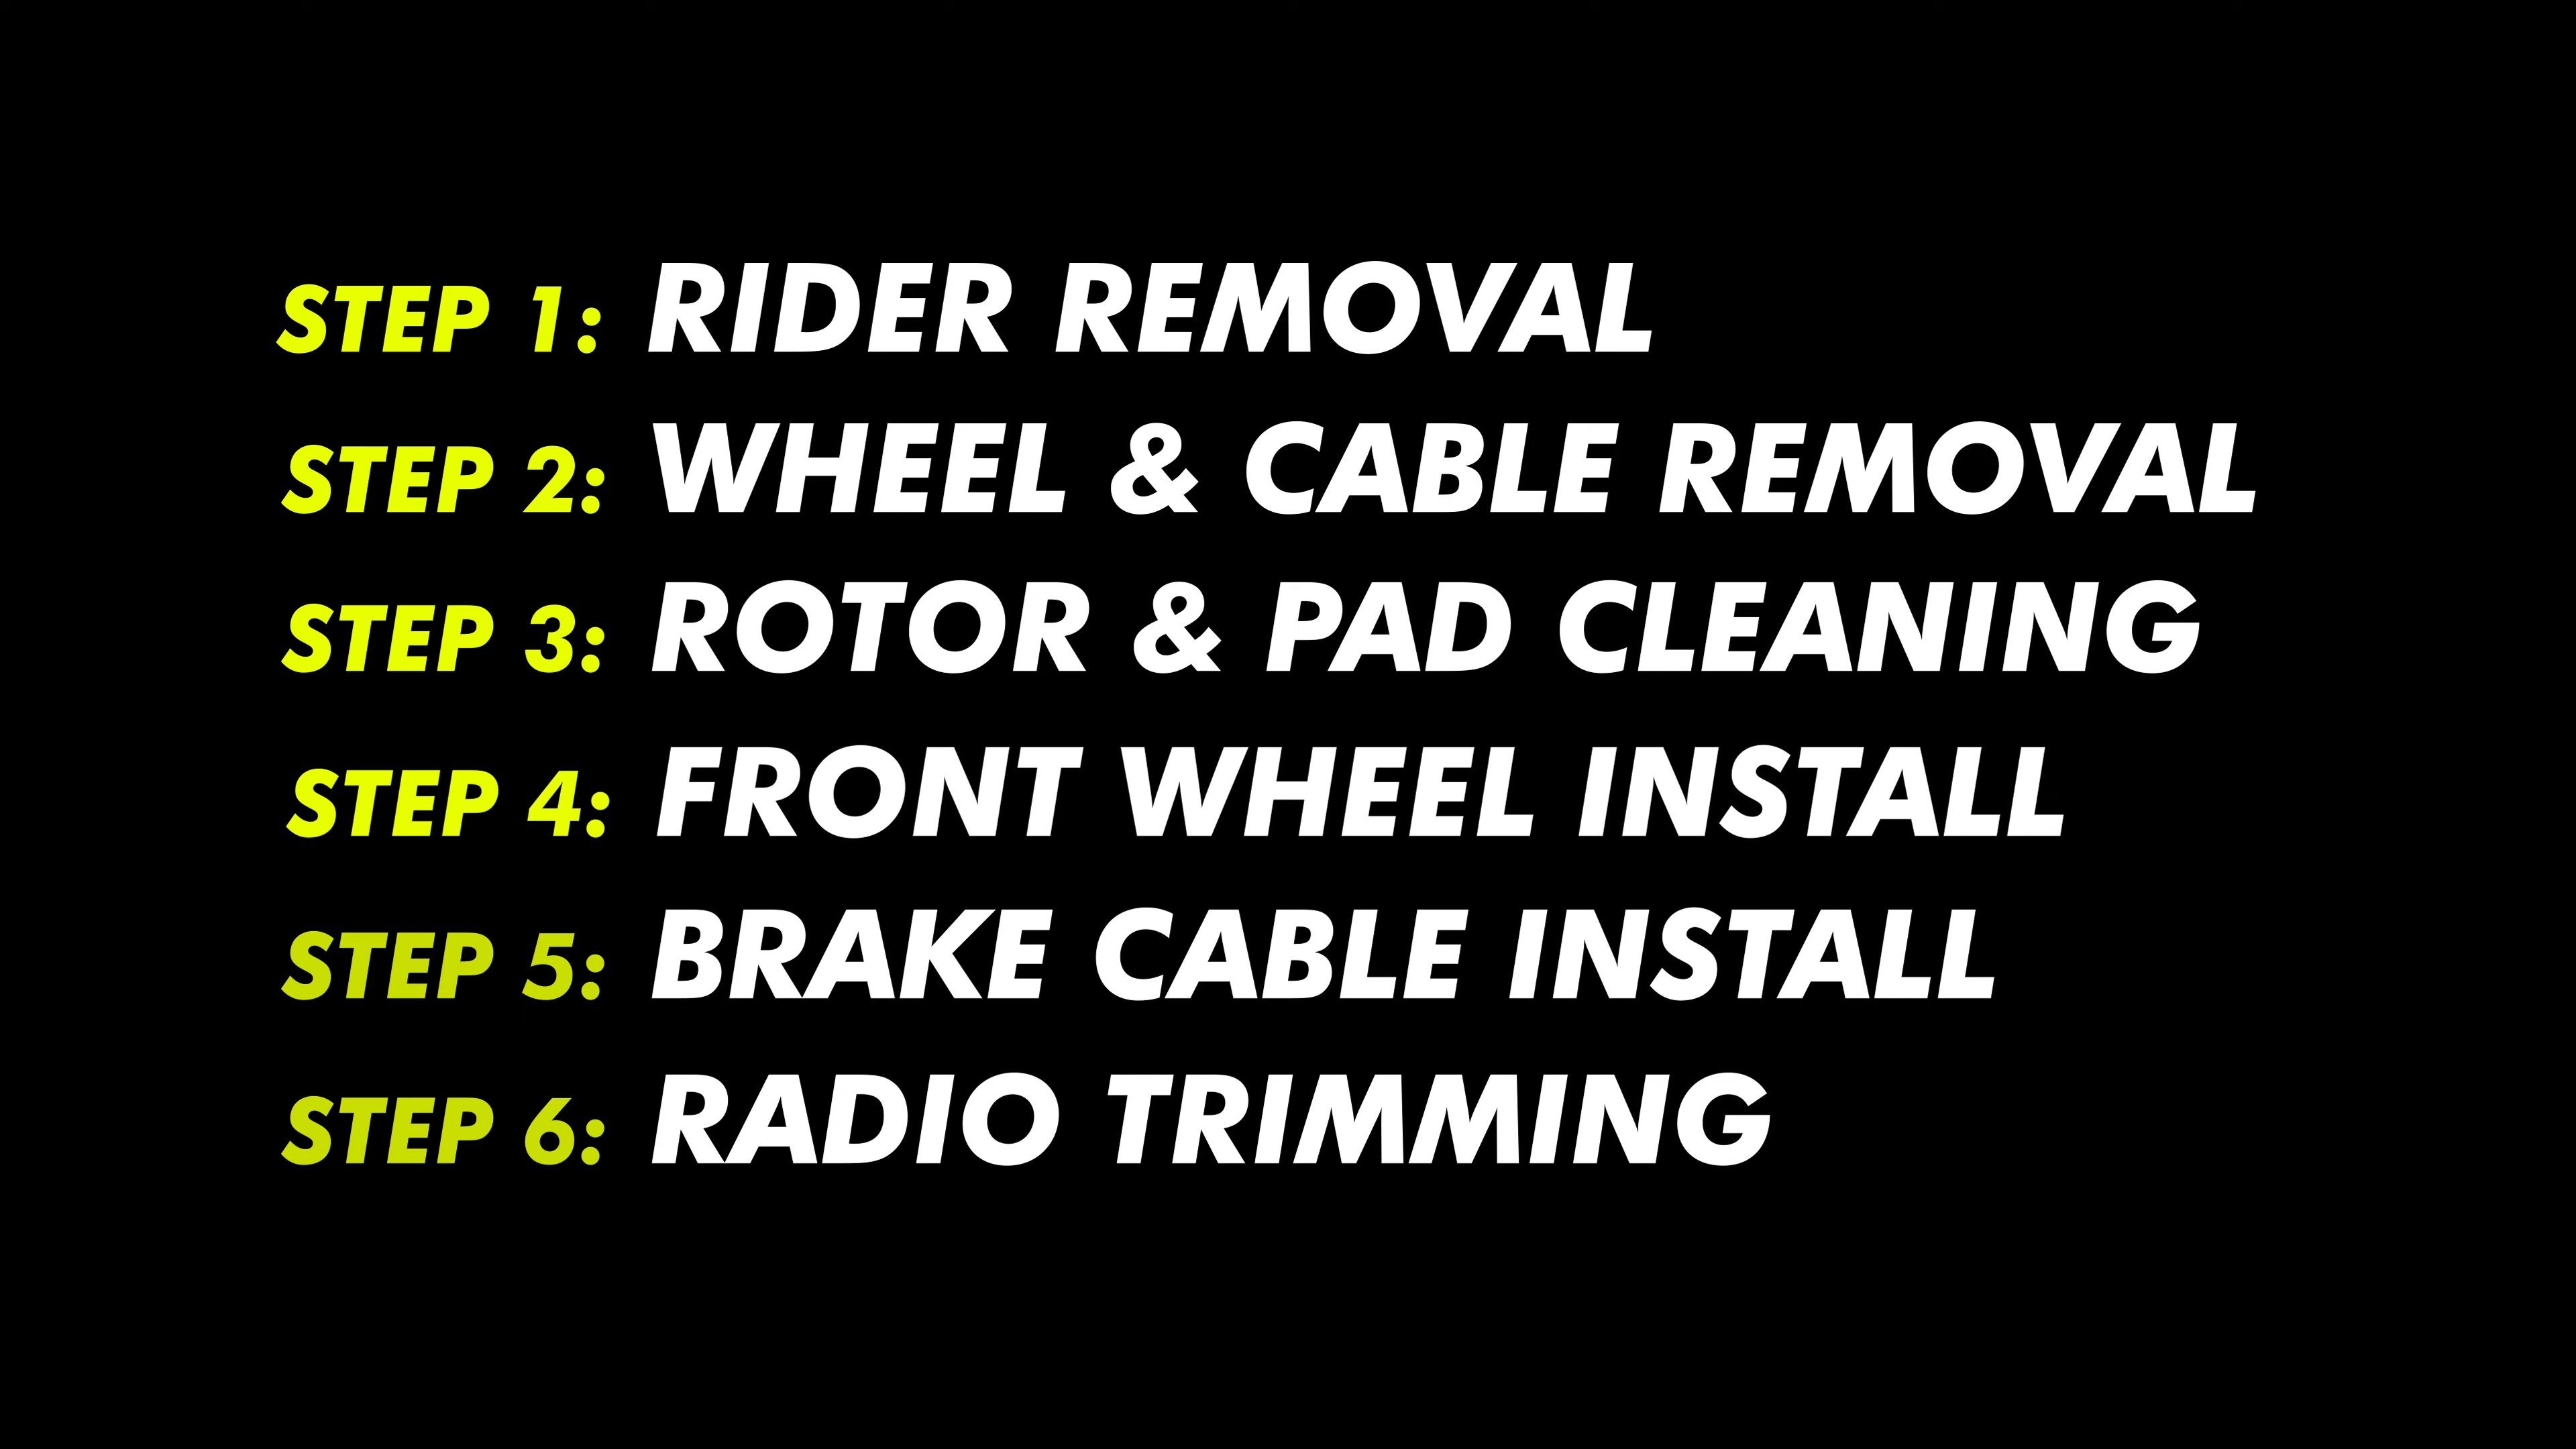 STEP 1: RIDER REMOVAL
STEP 2: WHEEL & CABLE REMOVAL
STEP 3: ROTOR & PAD CLEANING
STEP 4: FRONT WHEEL INSTALL
STEP 5: BRAKE CABLE INSTALL
STEP 6: RADIO TRIMMING